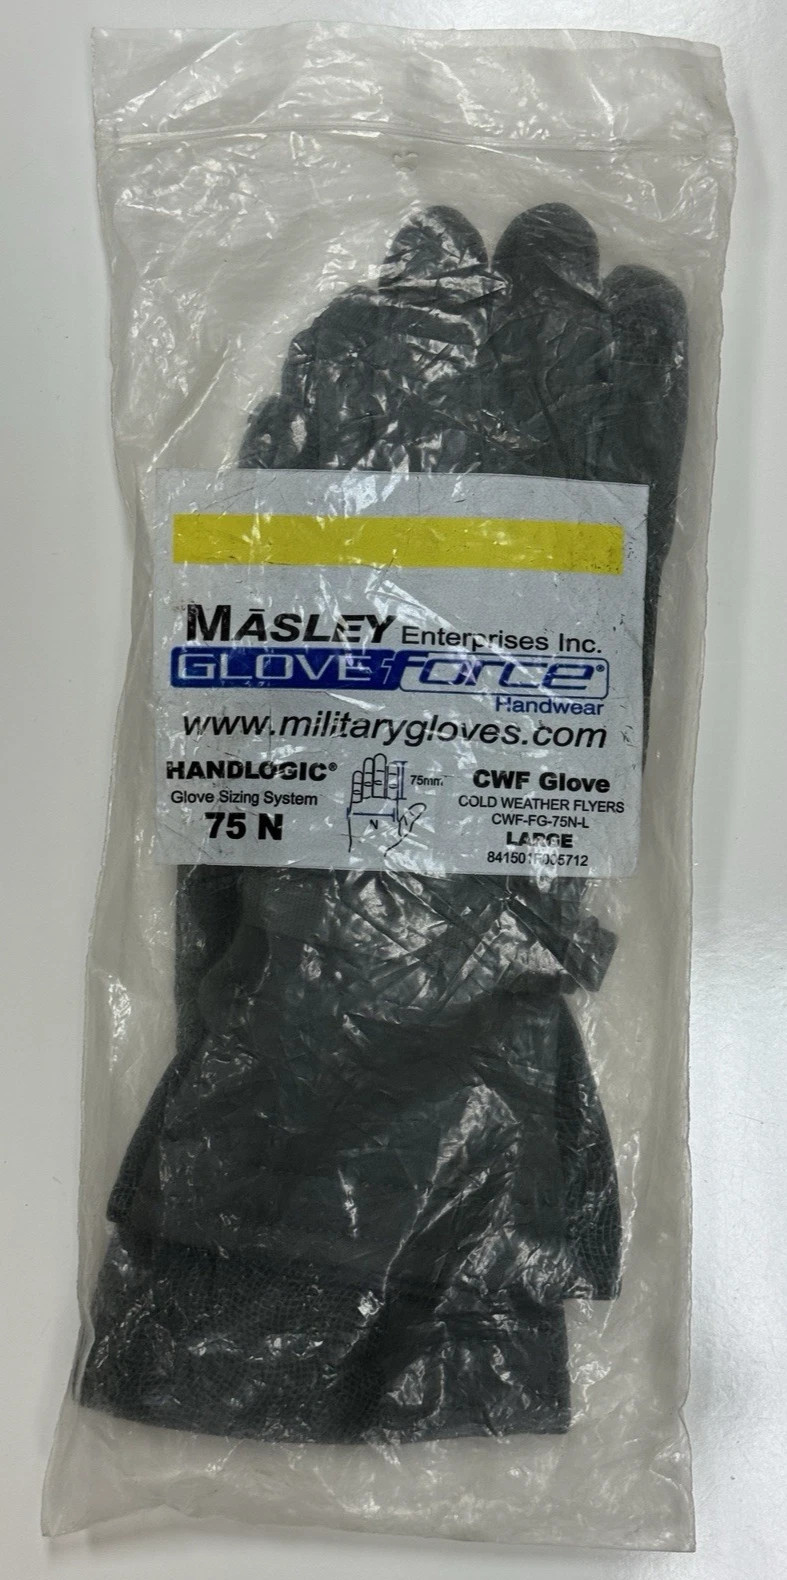 MĀSLEY Enterprises Inc.
GLOVE force®
Handwear
www.militarygloves.com
HANDLOGIC®
Glove Sizing System
75 N
75mm
N
CWF Glove
COLD WEATHER FLYERS
CWF-FG-75N-L
LARGE